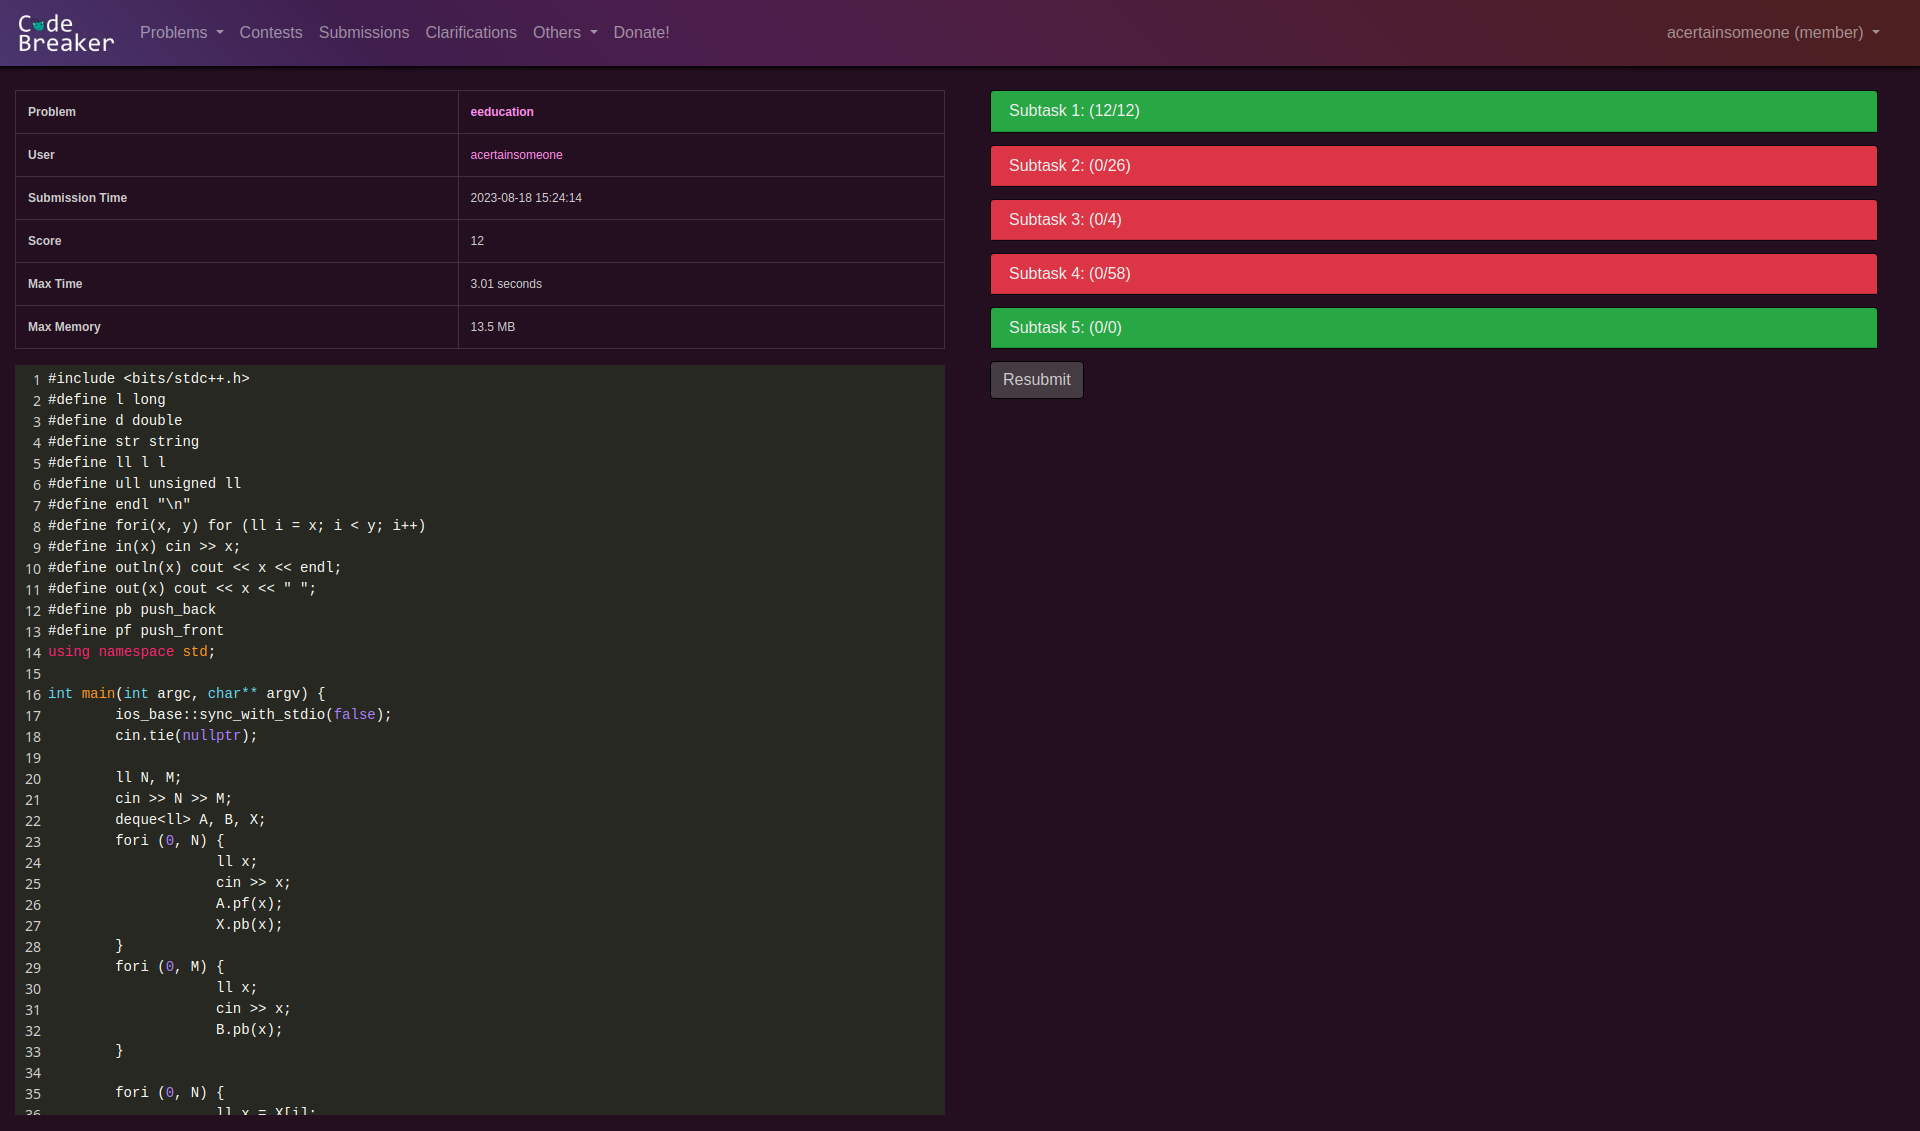 Code
Breaker
Problems
Contests
Submissions
Clarifications
Others
Donate!
acertainsomeone (member)
Problem eeducation
User acertainsomeone
Submission Time 2023-08-18 15:24:14
Score 12
Max Time 3.01 seconds
Max Memory 13.5 MB
1 #include <bits/stdc++.h>
2 #define l long
3 #define d double
4 #define str string
5 #define ll l l
6 #define ull unsigned ll
7 #define endl "\n"
8 #define fori(x, y) for (ll i = x; i < y; i++)
9 #define in(x) cin >> x;
10 #define outln(x) cout << x << endl;
11 #define out(x) cout << x << " ";
12 #define pb push_back
13 #define pf push_front
14 using namespace std;
15
16 int main(int argc, char** argv) {
17 ios_base::sync_with_stdio(false);
18 cin.tie(nullptr);
19
20 ll N, M;
21 cin >> N >> M;
22 deque<ll> A, B, X;
23 fori (0, N) {
24 ll x;
25 cin >> x;
26 A.pf(x);
27 X.pb(x);
28 }
29 fori (0, M) {
30 ll x;
31 cin >> x;
32 B.pb(x);
33 }
34
35 fori (0, N) {
36 ll x = X[i];
Subtask 1: (12/12)
Subtask 2: (0/26)
Subtask 3: (0/4)
Subtask 4: (0/58)
Subtask 5: (0/0)
Resubmit